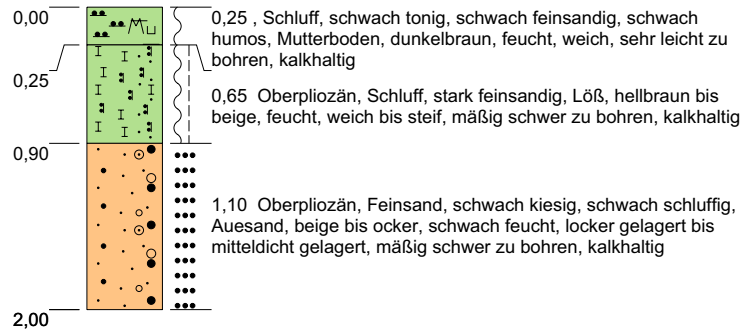 0,00
0,25 , Schluff, schwach tonig, schwach feinsandig, schwach
humos, Mutterboden, dunkelbraun, feucht, weich, sehr leicht zu
bohren, kalkhaltig
0,25
0,65 Oberpliozän, Schluff, stark feinsandig, Löß, hellbraun bis
beige, feucht, weich bis steif, mäßig schwer zu bohren, kalkhaltig
0,90
1,10 Oberpliozän, Feinsand, schwach kiesig, schwach schluffig,
Auesand, beige bis ocker, schwach feucht, locker gelagert bis
mitteldicht gelagert, mäßig schwer zu bohren, kalkhaltig
2,00